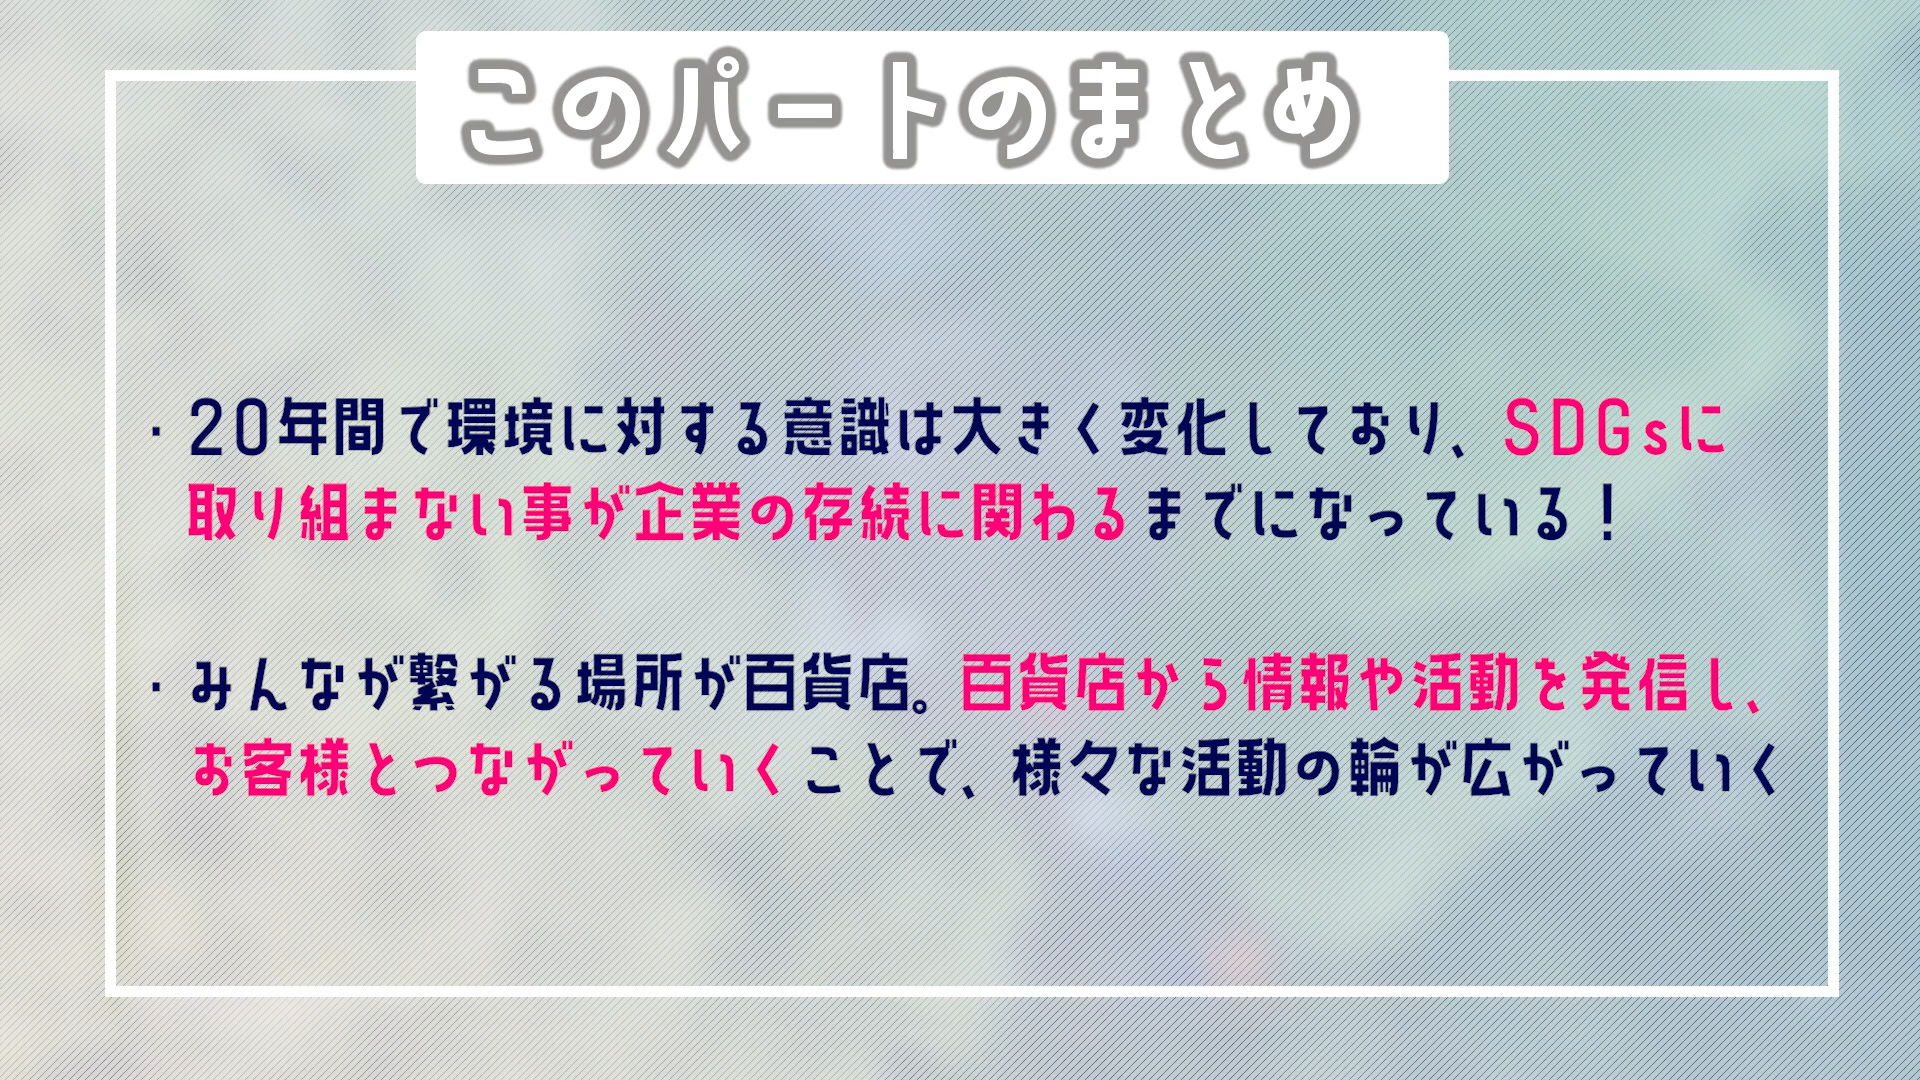 このパートのまとめ
・20年間で環境に対する意識は大きく変化しており、SDGsに
取り組まない事が企業の存続に関わるまでになっている！
・みんなが繋がる場所が百貨店。百貨店から情報や活動を発信し、
お客様とつながっていくことで、様々な活動の輪が広がっていく